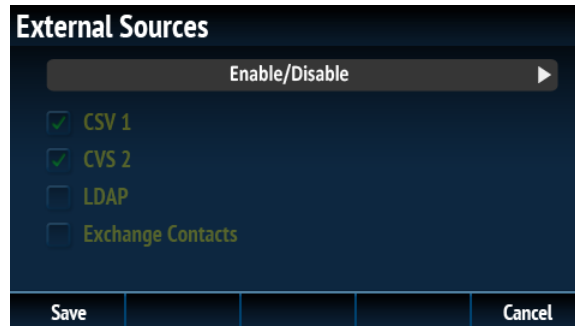 External Sources
Enable/Disable
CSV 1
CVS 2
LDAP
Exchange Contacts
Save
Cancel